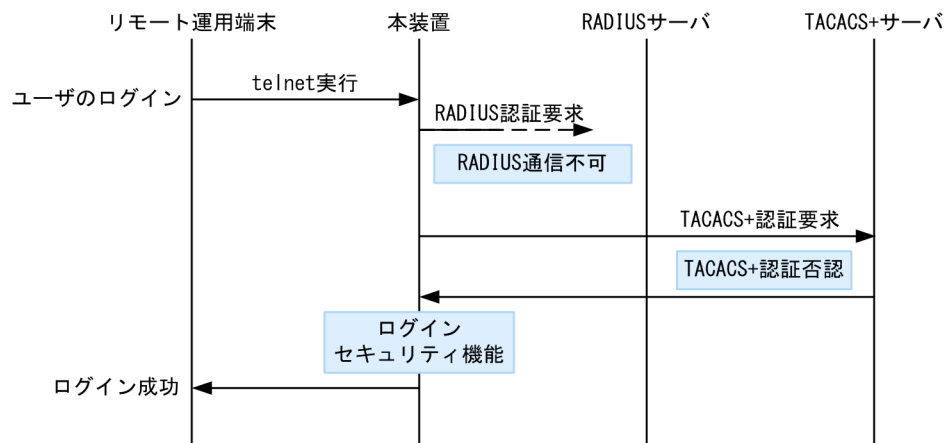 リモート運用端末
本装置
RADIUSサーバ
TACACS+サーバ
ユーザのログイン
telnet実行
RADIUS認証要求
RADIUS通信不可
TACACS+認証要求
TACACS+認証否認
ログイン
セキュリティ機能
ログイン成功